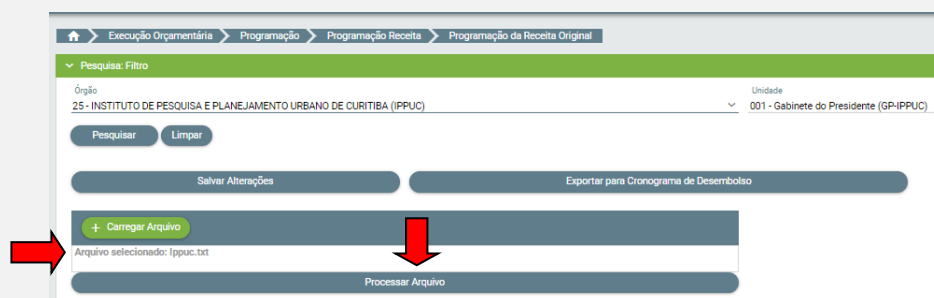 Execução Orçamentária Programação Programação Receita Programação da Receita Original
Pesquisa: Filtro
Órgão Unidade
25 - INSTITUTO DE PESQUISA E PLANEJAMENTO URBANO DE CURITIBA (IPPUC) 001 - Gabinete do Presidente (GP-IPPUC)
Pesquisar Limpar
Salvar Alterações Exportar para Cronograma de Desembolso
+ Carregar Arquivo
Arquivo selecionado: Ippuc.txt
Processar Arquivo